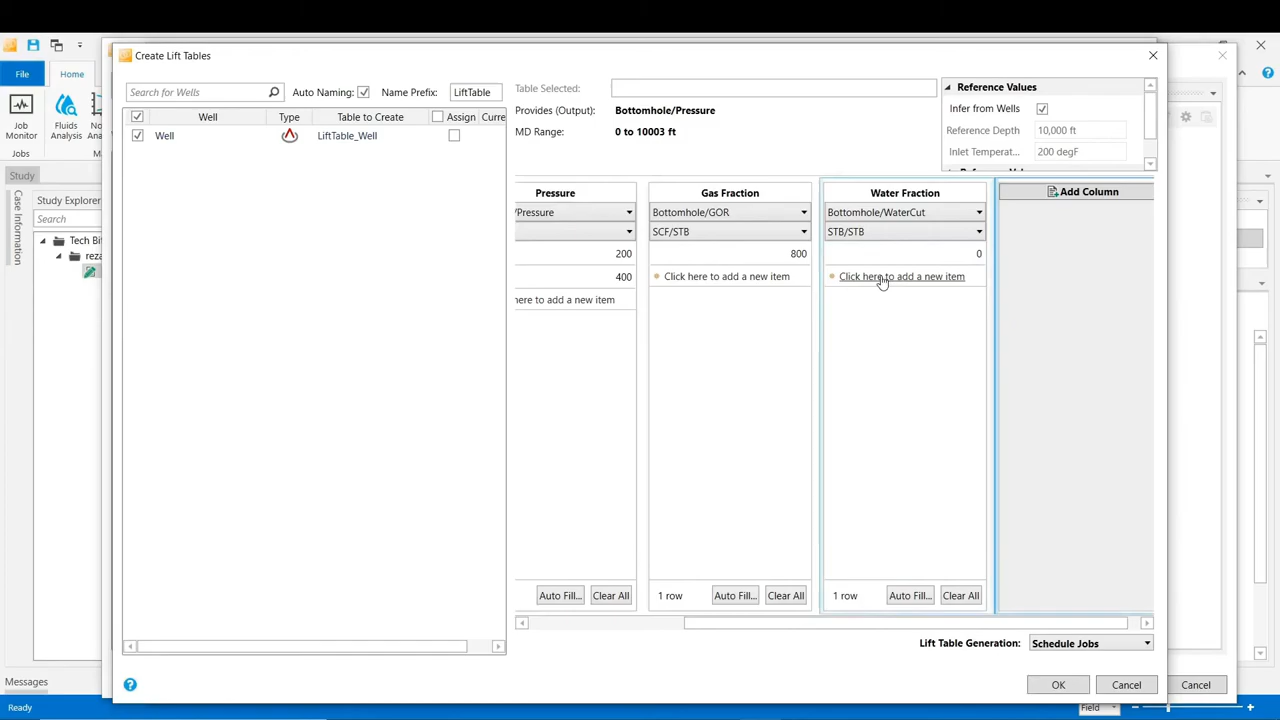 Create Lift Tables
File
Home
Job
Monitor
Fluids
Analysis
Jobs
Study
Case Information
Study Explorer
Search
Tech Bi
reza
Messages
Ready
Search for Wells
Auto Naming:
Name Prefix:
LiftTable
Well
Type
Table to Create
Assign
Curre
Well
LiftTable_Well
Table Selected:
Provides (Output):
Bottomhole/Pressure
MD Range:
0 to 10003 ft
Reference Values
Infer from Wells
Reference Depth
10,000 ft
Inlet Temperat...
200 degF
Pressure
/Pressure
200
400
here to add a new item
Auto Fill...
Clear All
Gas Fraction
Bottomhole/GOR
SCF/STB
800
Click here to add a new item
1 row
Auto Fill...
Clear All
Water Fraction
Bottomhole/WaterCut
STB/STB
0
Click here to add a new item
1 row
Auto Fill...
Clear All
Add Column
Lift Table Generation:
Schedule Jobs
OK
Cancel
Cancel
Field